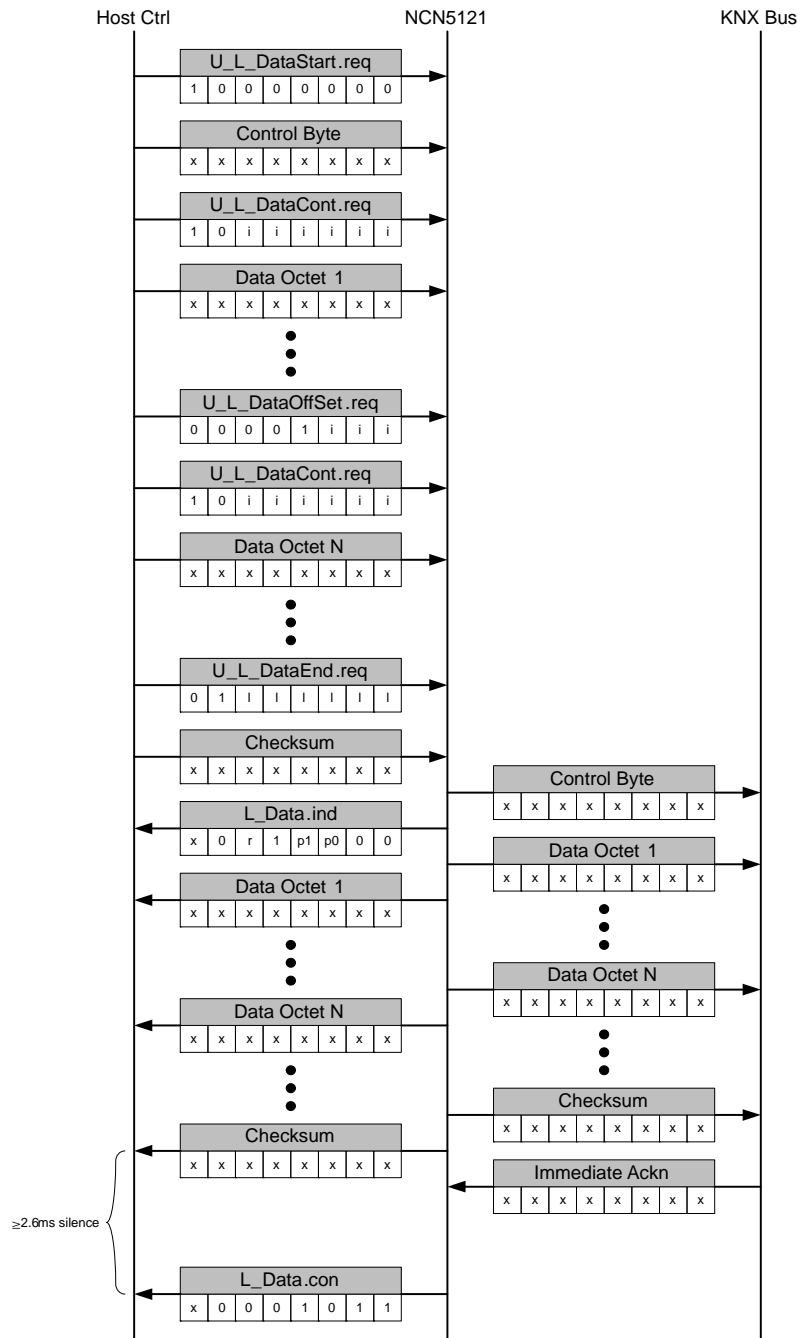 Host Ctrl NCN5121 KNX Bus
U_L_DataStart.req
1 0 0 0 0 0 0 0
Control Byte
x x x x x x x x
U_L_DataCont.req
1 0 i i i i i i
Data Octet 1
x x x x x x x x
U_L_DataOffSet.req
0 0 0 0 1 i i i
U_L_DataCont.req
1 0 i i i i i i
Data Octet N
x x x x x x x x
U_L_DataEnd.req
0 1 l l l l l l
Checksum
x x x x x x x x
Control Byte
x x x x x x x x
L_Data.ind
x 0 r 1 p1 p0 0 0
Data Octet 1
x x x x x x x x
Data Octet 1
x x x x x x x x
Data Octet N
x x x x x x x x
Data Octet N
x x x x x x x x
Checksum
x x x x x x x x
Checksum
x x x x x x x x
Immediate Ackn
x x x x x x x x
≥2.6ms silence
L_Data.con
x 0 0 0 1 0 1 1